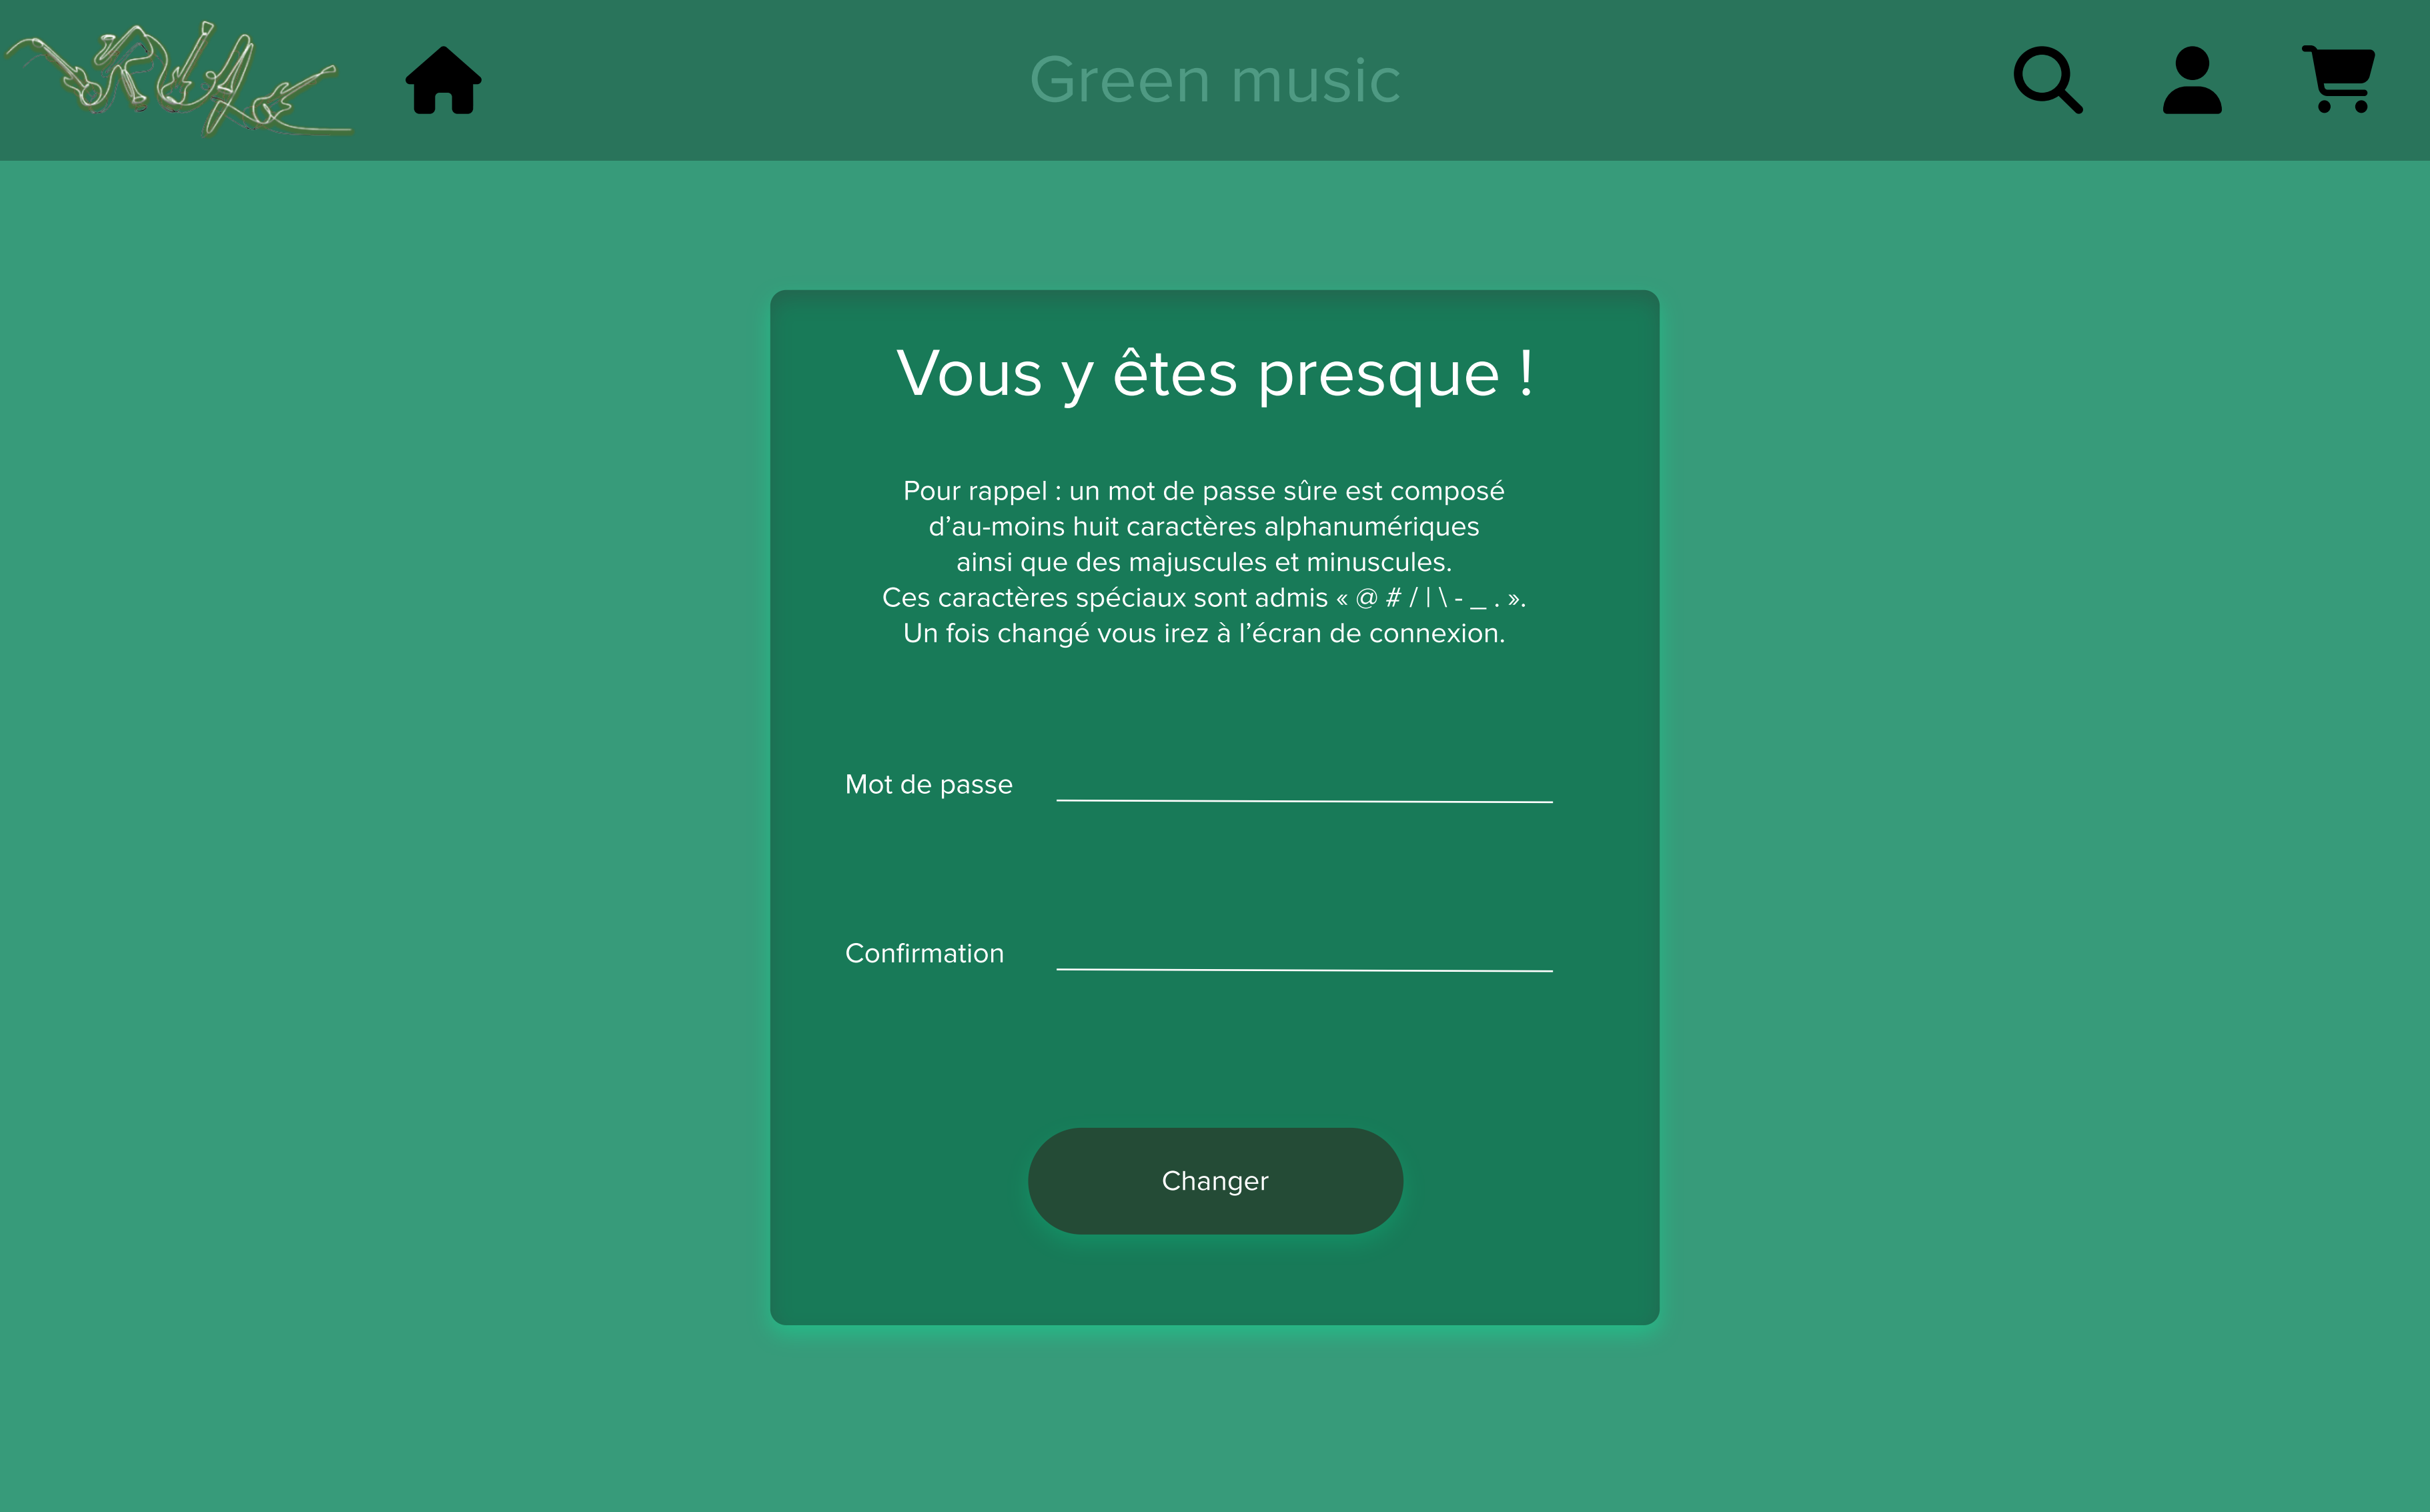 Green music
Vous y êtes presque !
Pour rappel : un mot de passe sûre est composé
d’au-moins huit caractères alphanumériques
ainsi que des majuscules et minuscules.
Ces caractères spéciaux sont admis « @ # / | \ - _ . ».
Un fois changé vous irez à l’écran de connexion.
Mot de passe
Confirmation
Changer